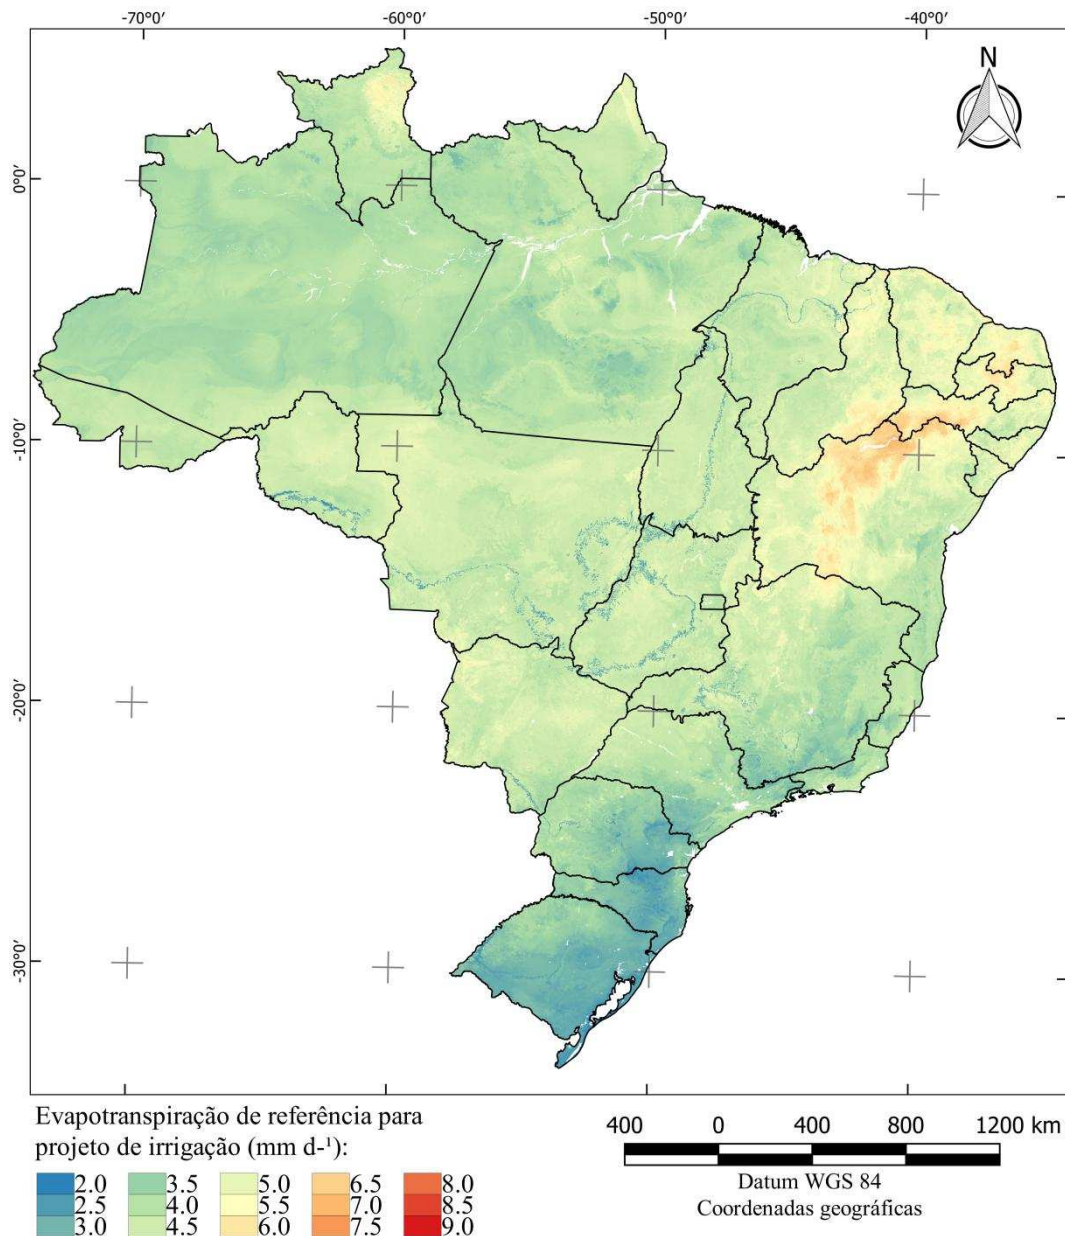 -70°0′ -60°0′ -50°0′ -40°0′
N
0°0′
-10°0′
-20°0′
-30°0′
Evapotranspiração de referência para
projeto de irrigação (mm d-¹):
2.0 3.5 5.0 6.5 8.0
2.5 4.0 5.5 7.0 8.5
3.0 4.5 6.0 7.5 9.0
400 0 400 800 1200 km
Datum WGS 84
Coordenadas geográficas